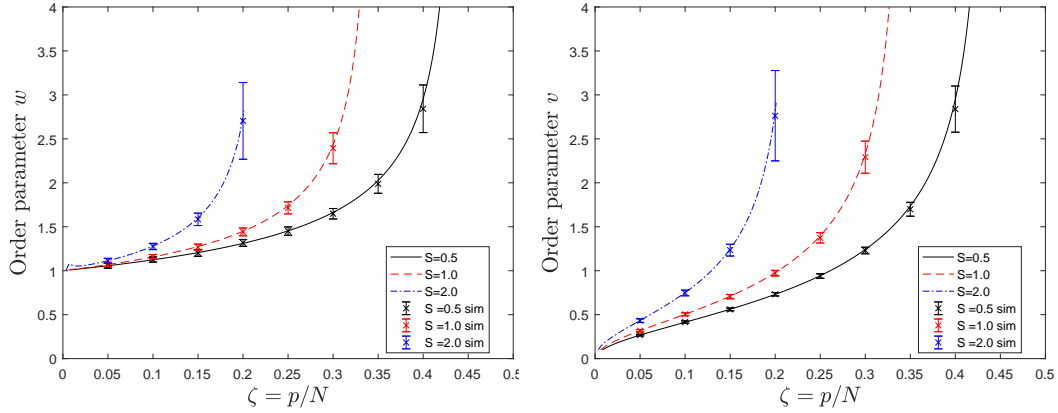 Order parameter w
4
3.5
3
2.5
2
1.5
1
0.5
0
0 0.05 0.1 0.15 0.2 0.25 0.3 0.35 0.4 0.45 0.5
ζ = p/N
S=0.5
S=1.0
S=2.0
S =0.5 sim
S =1.0 sim
S =2.0 sim
Order parameter v
4
3.5
3
2.5
2
1.5
1
0.5
0
0 0.05 0.1 0.15 0.2 0.25 0.3 0.35 0.4 0.45 0.5
ζ = p/N
S=0.5
S=1.0
S=2.0
S =0.5 sim
S =1.0 sim
S =2.0 sim